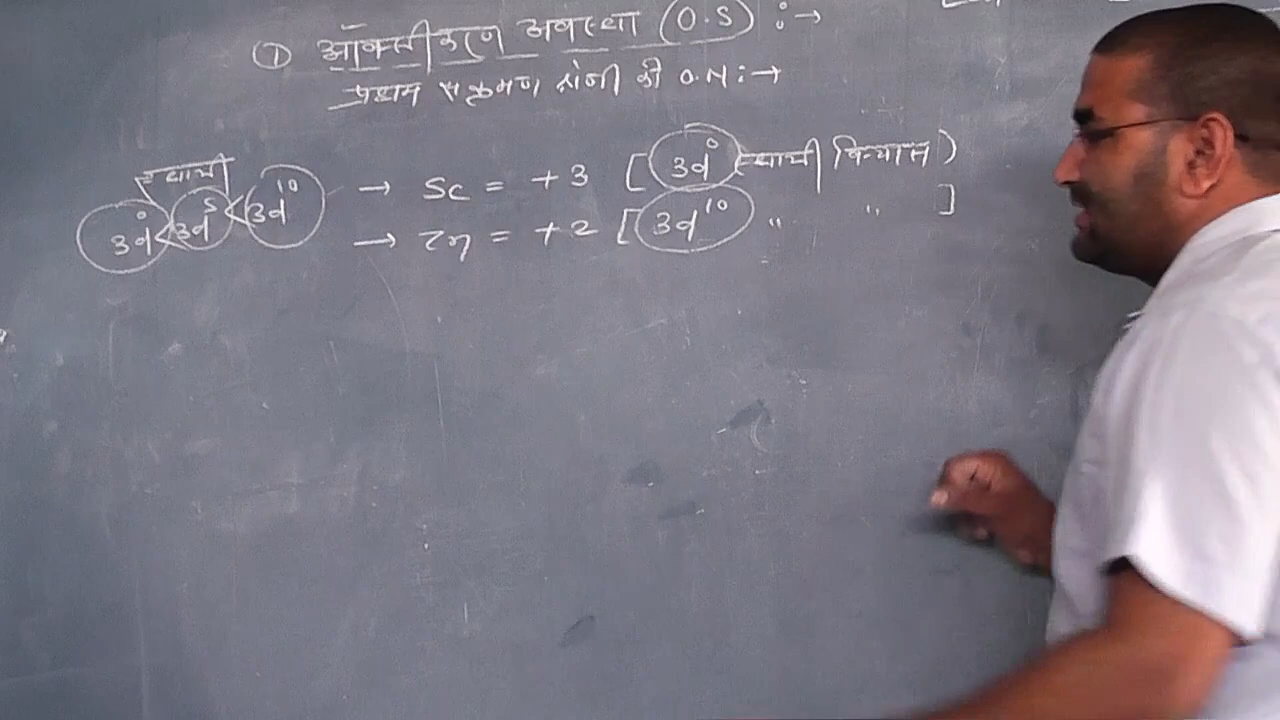 ① ऑक्सीकरण अवस्था (O.S) :→
प्रथम संक्रमण श्रेणी की O.N :→
स्थायी
3d⁰ < 3d⁵ < 3d¹⁰
→ Sc = +3 [3d⁰ स्थायी विन्यास)
→ Zn = +2 [3d¹⁰ " " ]